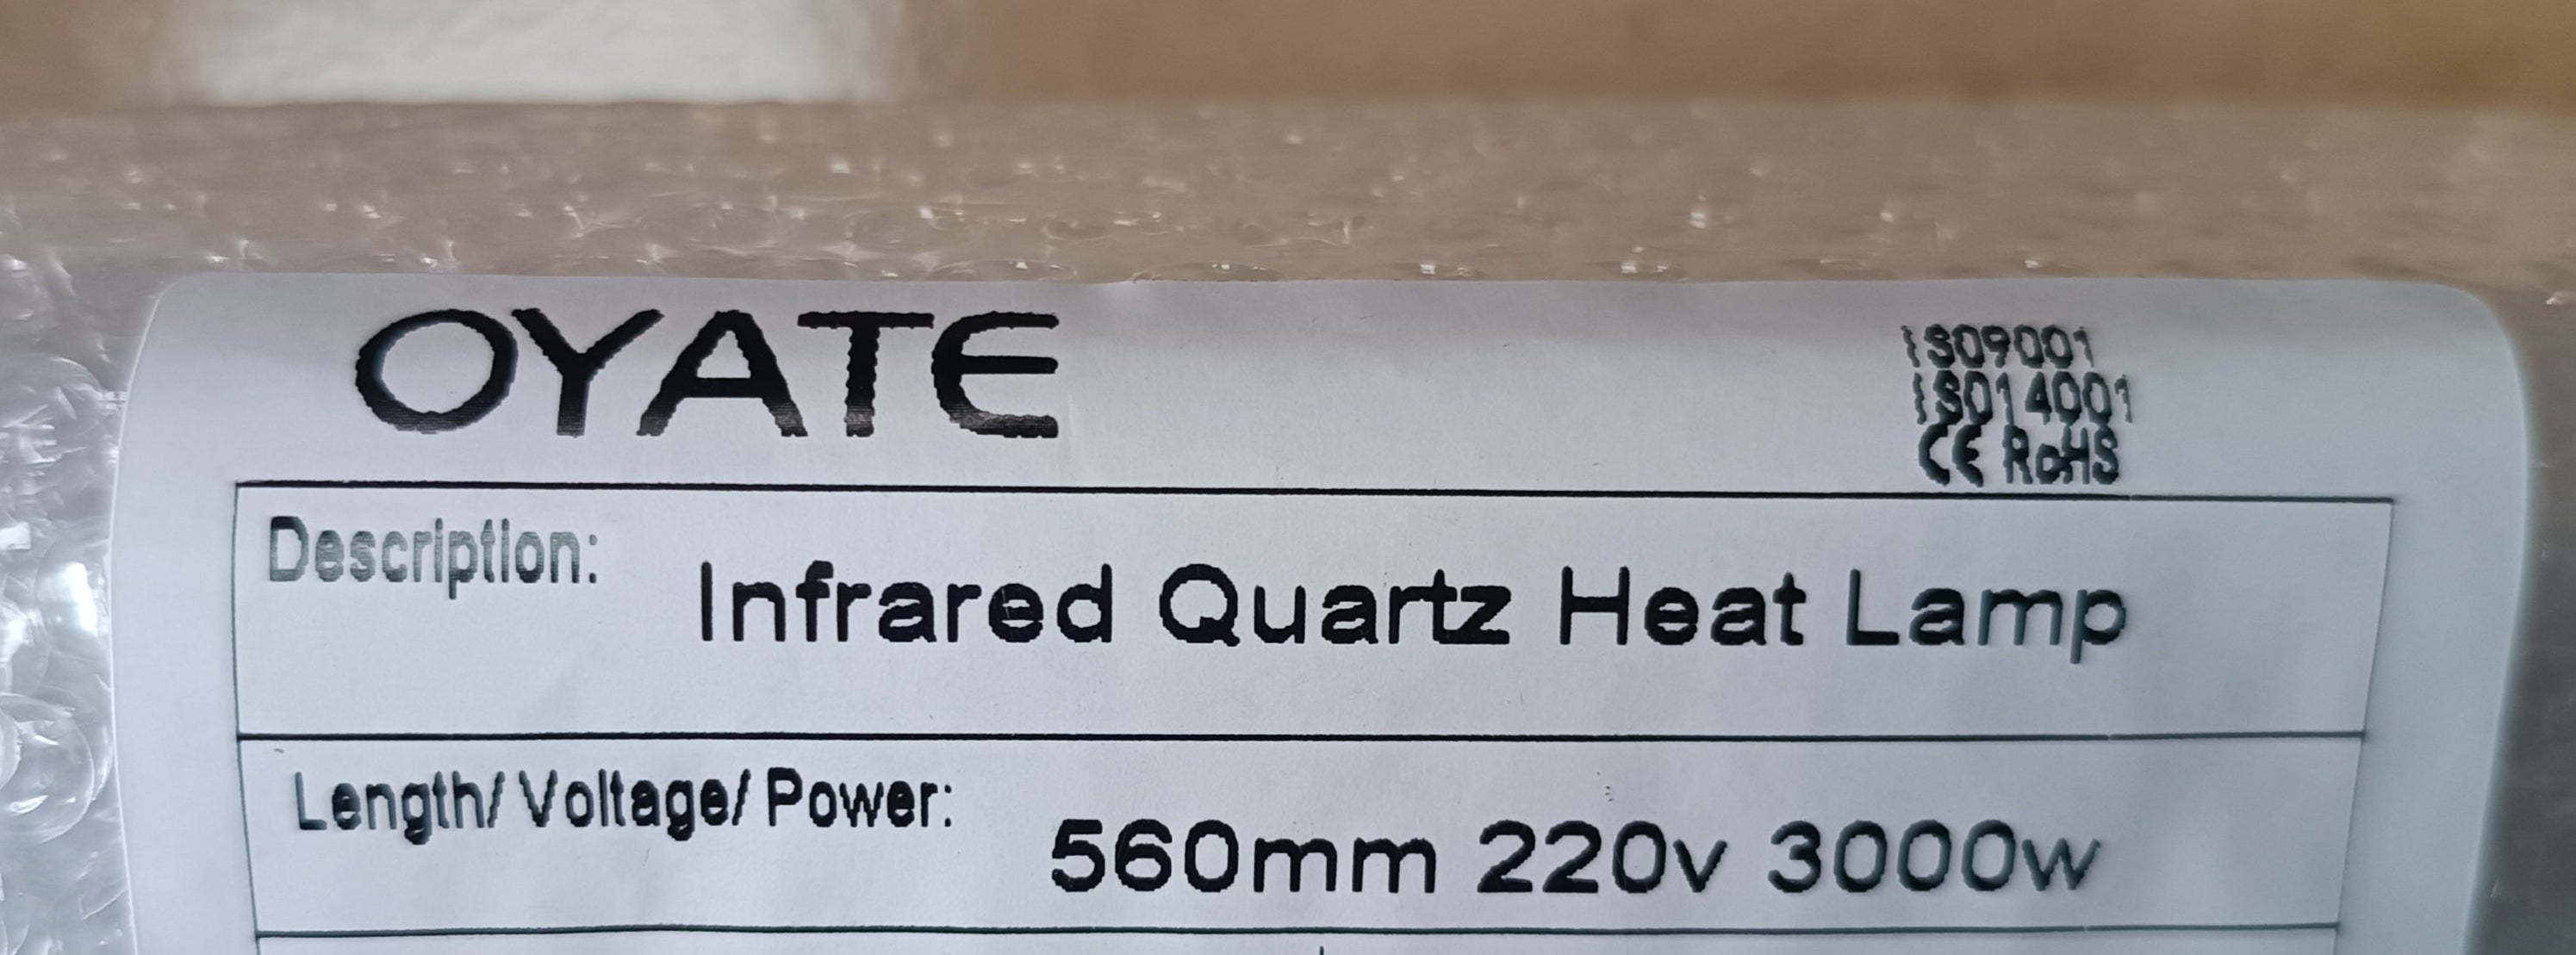 OYATE
ISO9001
ISO14001
CE RoHS
Description:
Infrared Quartz Heat Lamp
Length/ Voltage/ Power:
560mm 220v 3000w